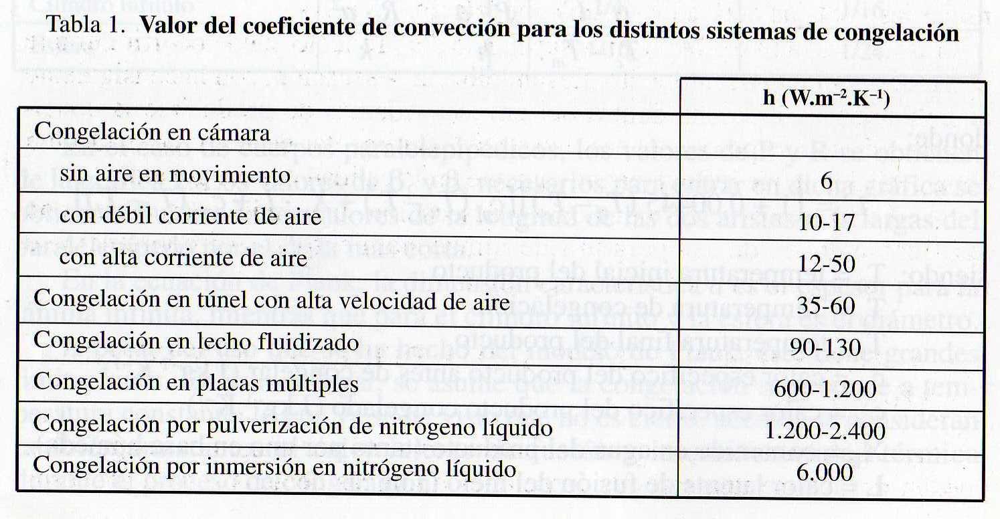 Tabla 1. Valor del coeficiente de convección para los distintos sistemas de congelación
h (W.m⁻².K⁻¹)
Congelación en cámara
sin aire en movimiento 6
con débil corriente de aire 10-17
con alta corriente de aire 12-50
Congelación en túnel con alta velocidad de aire 35-60
Congelación en lecho fluidizado 90-130
Congelación en placas múltiples 600-1.200
Congelación por pulverización de nitrógeno líquido 1.200-2.400
Congelación por inmersión en nitrógeno líquido 6.000